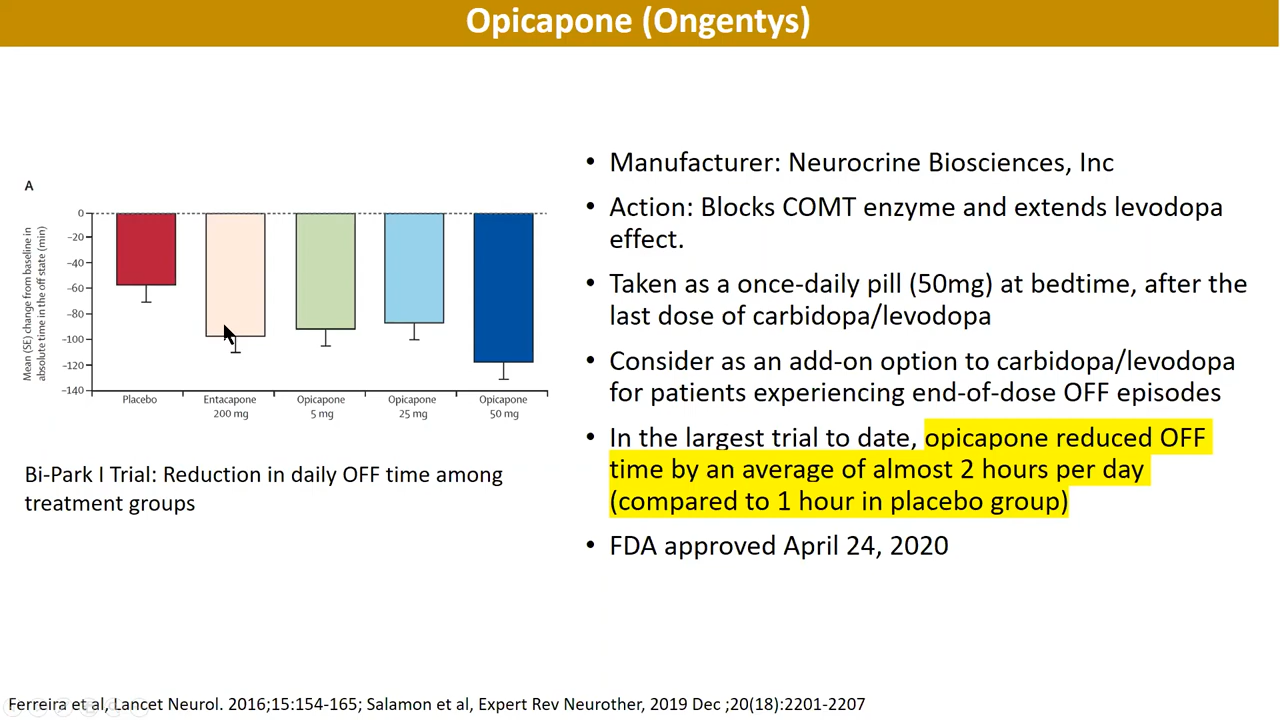 Opicapone (Ongentys)
A
Mean (SE) change from baseline in
absolute time in the off state (min)
0
−20
−40
−60
−80
−100
−120
−140
Placebo
Entacapone
200 mg
Opicapone
5 mg
Opicapone
25 mg
Opicapone
50 mg
Bi-Park I Trial: Reduction in daily OFF time among
treatment groups
• Manufacturer: Neurocrine Biosciences, Inc
• Action: Blocks COMT enzyme and extends levodopa
effect.
• Taken as a once-daily pill (50mg) at bedtime, after the
last dose of carbidopa/levodopa
• Consider as an add-on option to carbidopa/levodopa
for patients experiencing end-of-dose OFF episodes
• In the largest trial to date, opicapone reduced OFF
time by an average of almost 2 hours per day
(compared to 1 hour in placebo group)
• FDA approved April 24, 2020
Ferreira et al, Lancet Neurol. 2016;15:154-165; Salamon et al, Expert Rev Neurother, 2019 Dec ;20(18):2201-2207